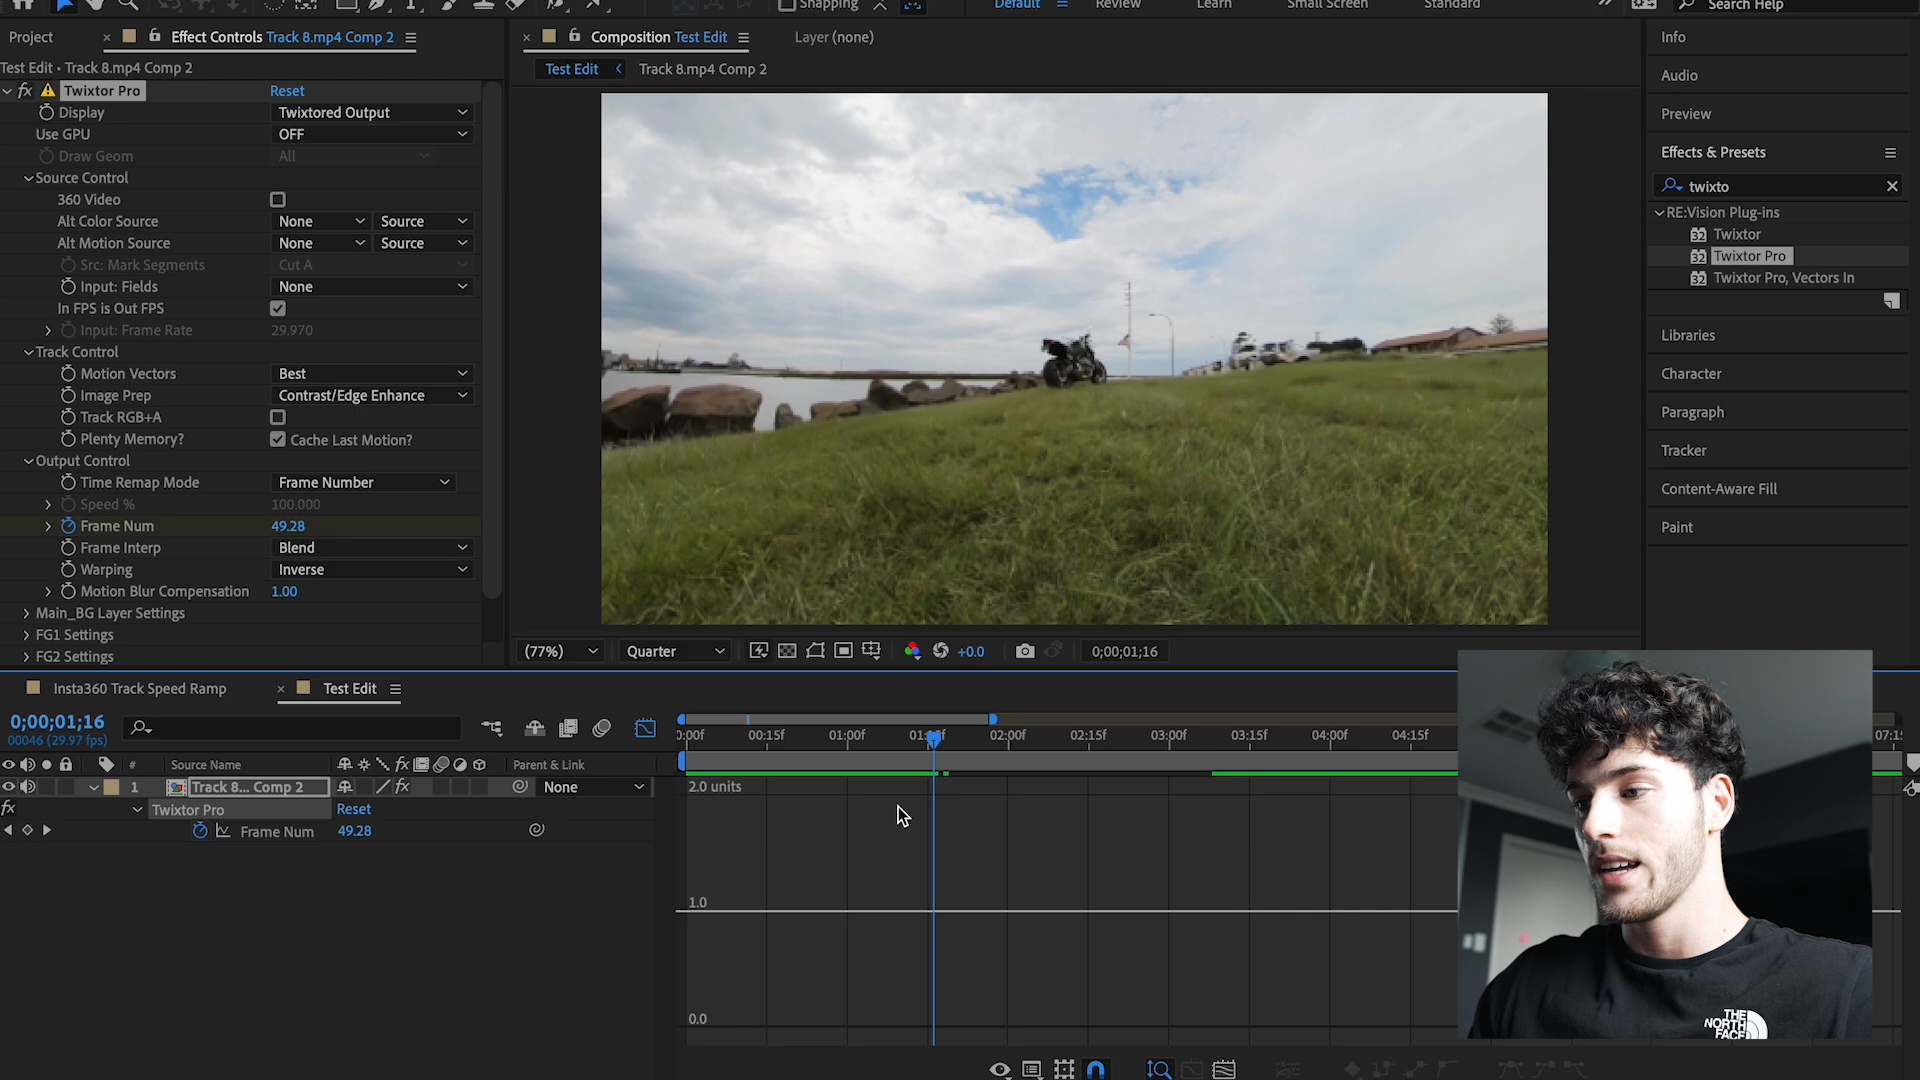 Snapping
Default
Review
Learn
Small Screen
Standard
Search Help
Project
Effect Controls Track 8.mp4 Comp 2
Composition Test Edit
Layer (none)
Info
Test Edit • Track 8.mp4 Comp 2
Test Edit
Track 8.mp4 Comp 2
Audio
fx Twixtor Pro Reset
Display Twixtored Output
Preview
Use GPU OFF
Draw Geom All
Effects & Presets
Source Control
twixto
360 Video
RE:Vision Plug-ins
Alt Color Source None Source
32 Twixtor
Alt Motion Source None Source
32 Twixtor Pro
Src: Mark Segments Cut A
32 Twixtor Pro, Vectors In
Input: Fields None
In FPS is Out FPS
Input: Frame Rate 29.970
Libraries
Track Control
Motion Vectors Best
Character
Image Prep Contrast/Edge Enhance
Paragraph
Track RGB+A
Plenty Memory? Cache Last Motion?
Tracker
Output Control
Time Remap Mode Frame Number
Content-Aware Fill
Speed % 100.000
Frame Num 49.28
Paint
Frame Interp Blend
Warping Inverse
Motion Blur Compensation 1.00
Main_BG Layer Settings
FG1 Settings
FG2 Settings
(77%) Quarter +0.0 0;00;01;16
Insta360 Track Speed Ramp
Test Edit
0;00;01;16
00046 (29.97 fps)
0:00f 00:15f 01:00f 02:00f 02:15f 03:00f 03:15f 04:00f 04:15f
# Source Name fx Parent & Link
1 Track 8... Comp 2 fx None
2.0 units
fx Twixtor Pro Reset
Frame Num 49.28
1.0
0.0
THE
NORTH
FACE